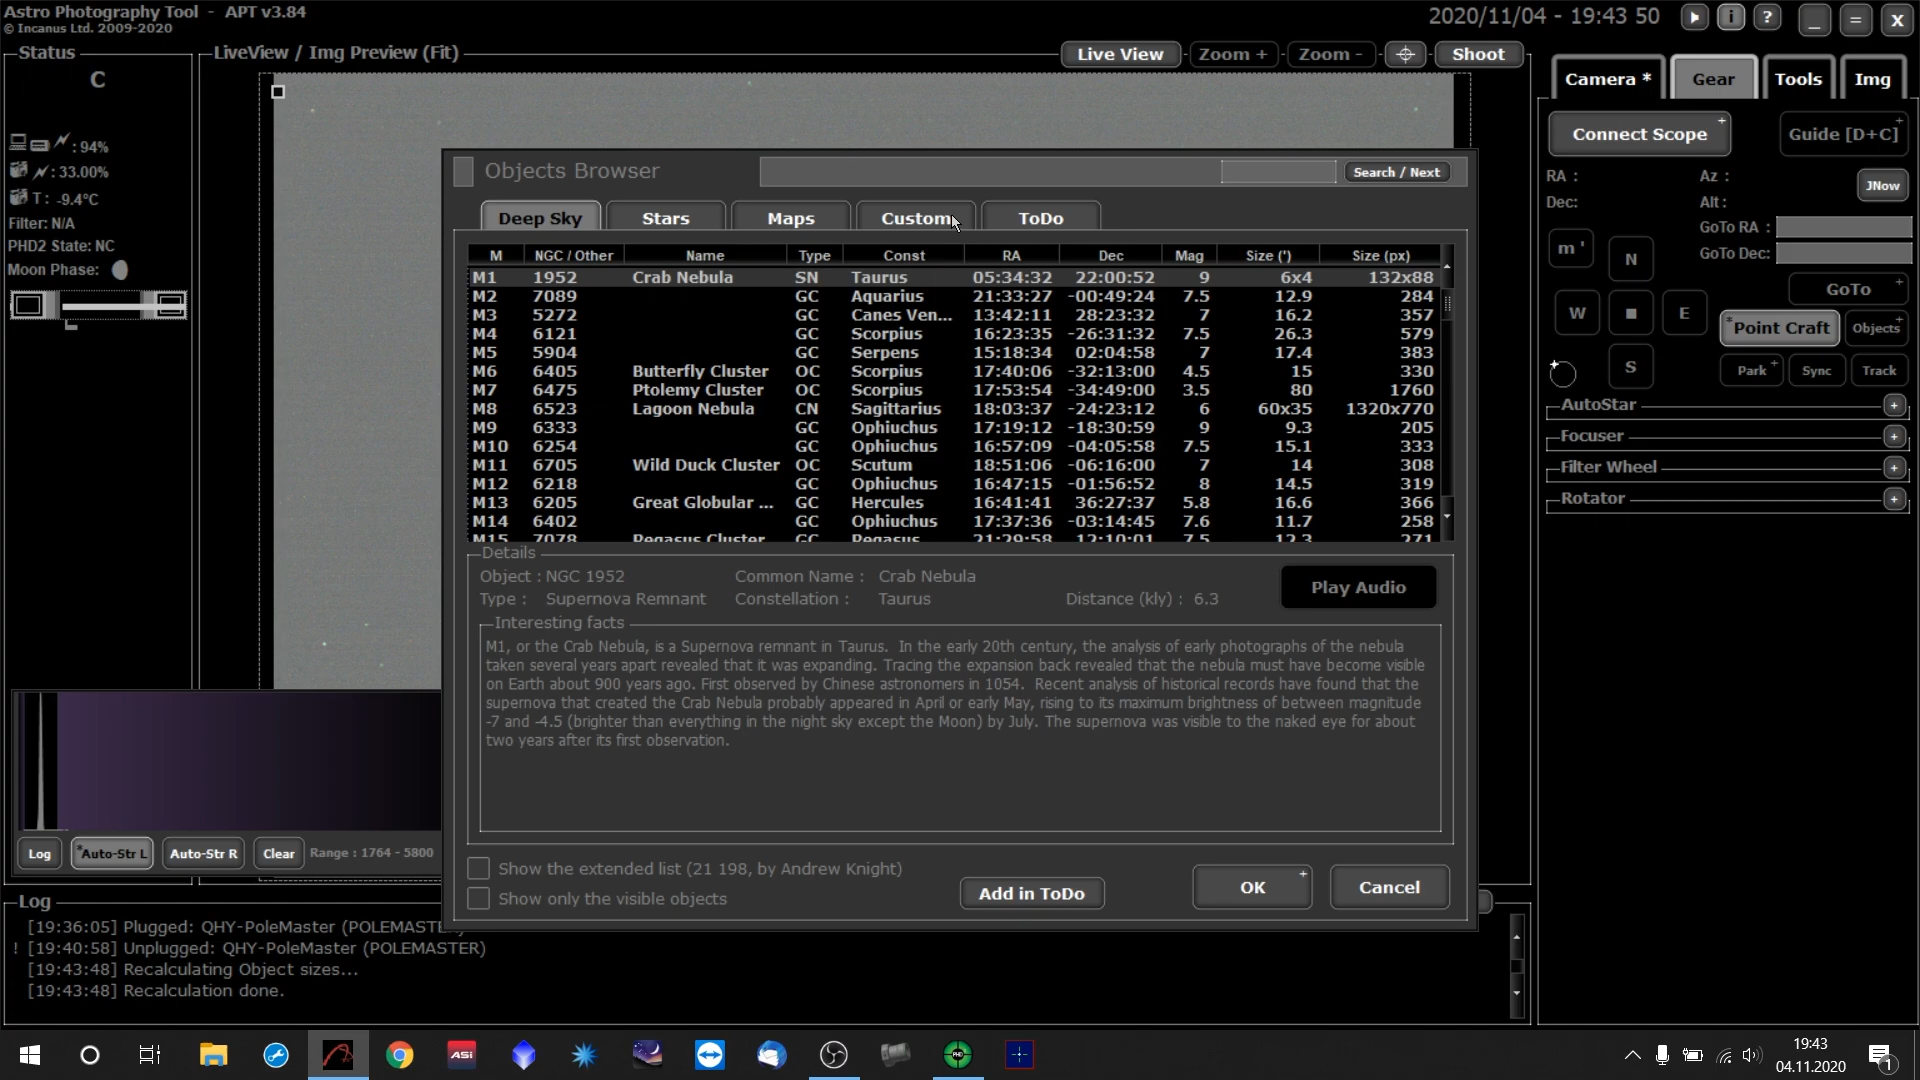 Astro Photography Tool - APT v3.84
© Incanus Ltd. 2009-2020
2020/11/04 - 19:43 50
i ? _ = X
Status
C
: 94%
: 33.00%
T : -9.4°C
Filter: N/A
PHD2 State: NC
Moon Phase:
LiveView / Img Preview (Fit)
Live View Zoom + Zoom - Shoot
Camera * Gear Tools Img
Connect Scope + Guide [D+C] +
RA : Az :
Dec: Alt :
JNow
GoTo RA :
GoTo Dec:
m '
N
W E
S
GoTo +
*Point Craft Objects +
Park + Sync Track
AutoStar +
Focuser +
Filter Wheel +
Rotator +
Objects Browser
Search / Next
Deep Sky Stars Maps Custom ToDo
M NGC / Other Name Type Const RA Dec Mag Size (') Size (px)
M1 1952 Crab Nebula SN Taurus 05:34:32 22:00:52 9 6x4 132x88
M2 7089 GC Aquarius 21:33:27 -00:49:24 7.5 12.9 284
M3 5272 GC Canes Ven... 13:42:11 28:23:32 7 16.2 357
M4 6121 GC Scorpius 16:23:35 -26:31:32 7.5 26.3 579
M5 5904 GC Serpens 15:18:34 02:04:58 7 17.4 383
M6 6405 Butterfly Cluster OC Scorpius 17:40:06 -32:13:00 4.5 15 330
M7 6475 Ptolemy Cluster OC Scorpius 17:53:54 -34:49:00 3.5 80 1760
M8 6523 Lagoon Nebula CN Sagittarius 18:03:37 -24:23:12 6 60x35 1320x770
M9 6333 GC Ophiuchus 17:19:12 -18:30:59 9 9.3 205
M10 6254 GC Ophiuchus 16:57:09 -04:05:58 7.5 15.1 333
M11 6705 Wild Duck Cluster OC Scutum 18:51:06 -06:16:00 7 14 308
M12 6218 GC Ophiuchus 16:47:15 -01:56:52 8 14.5 319
M13 6205 Great Globular ... GC Hercules 16:41:41 36:27:37 5.8 16.6 366
M14 6402 GC Ophiuchus 17:37:36 -03:14:45 7.6 11.7 258
M15 7078 Pegasus Cluster GC Pegasus 21:29:58 12:10:01 7.5 12.3 271
Details
Object : NGC 1952 Common Name : Crab Nebula
Type : Supernova Remnant Constellation : Taurus Distance (kly) : 6.3
Play Audio
Interesting facts
M1, or the Crab Nebula, is a Supernova remnant in Taurus. In the early 20th century, the analysis of early photographs of the nebula
taken several years apart revealed that it was expanding. Tracing the expansion back revealed that the nebula must have become visible
on Earth about 900 years ago. First observed by Chinese astronomers in 1054. Recent analysis of historical records have found that the
supernova that created the Crab Nebula probably appeared in April or early May, rising to its maximum brightness of between magnitude
-7 and -4.5 (brighter than everything in the night sky except the Moon) by July. The supernova was visible to the naked eye for about
two years after its first observation.
Show the extended list (21 198, by Andrew Knight)
Show only the visible objects
Add in ToDo OK + Cancel
Log *Auto-Str L Auto-Str R Clear Range : 1764 - 5800
Log
[19:36:05] Plugged: QHY-PoleMaster (POLEMASTER)
! [19:40:58] Unplugged: QHY-PoleMaster (POLEMASTER)
[19:43:48] Recalculating Object sizes...
[19:43:48] Recalculation done.
ASI
PHD
19:43
04.11.2020
1